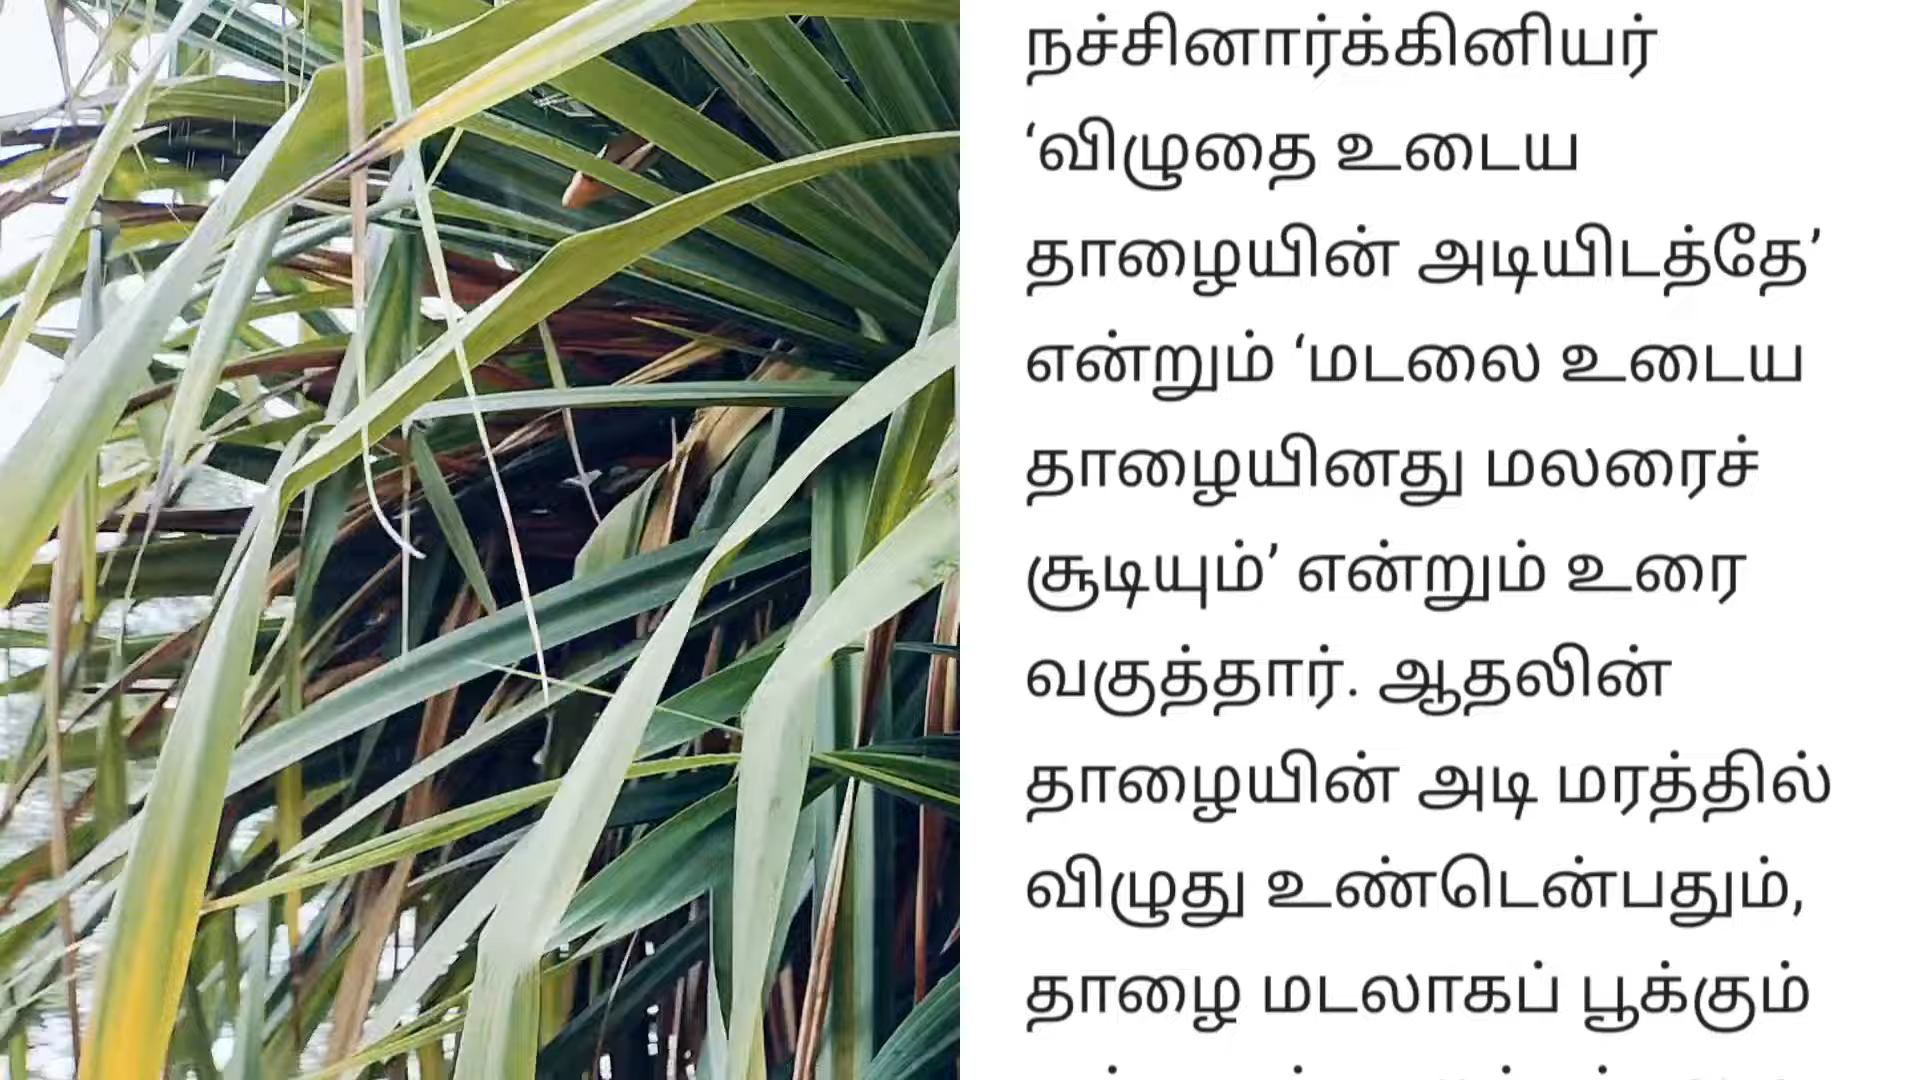 நச்சினார்க்கினியர்
‘விழுதை உடைய
தாழையின் அடியிடத்தே’
என்றும் ‘மடலை உடைய
தாழையினது மலரைச்
சூடியும்’ என்றும் உரை
வகுத்தார். ஆதலின்
தாழையின் அடி மரத்தில்
விழுது உண்டென்பதும்,
தாழை மடலாகப் பூக்கும்